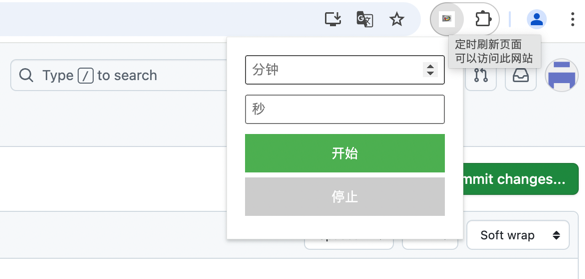 定时刷新页面
可以访问此网站
Type / to search
分钟
秒
开始
停止
mmit changes...
Soft wrap